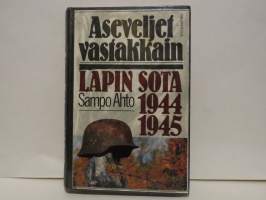 Aseveljet
vastakkain
LAPIN SOTA
Sampo Ahto 1944
1945